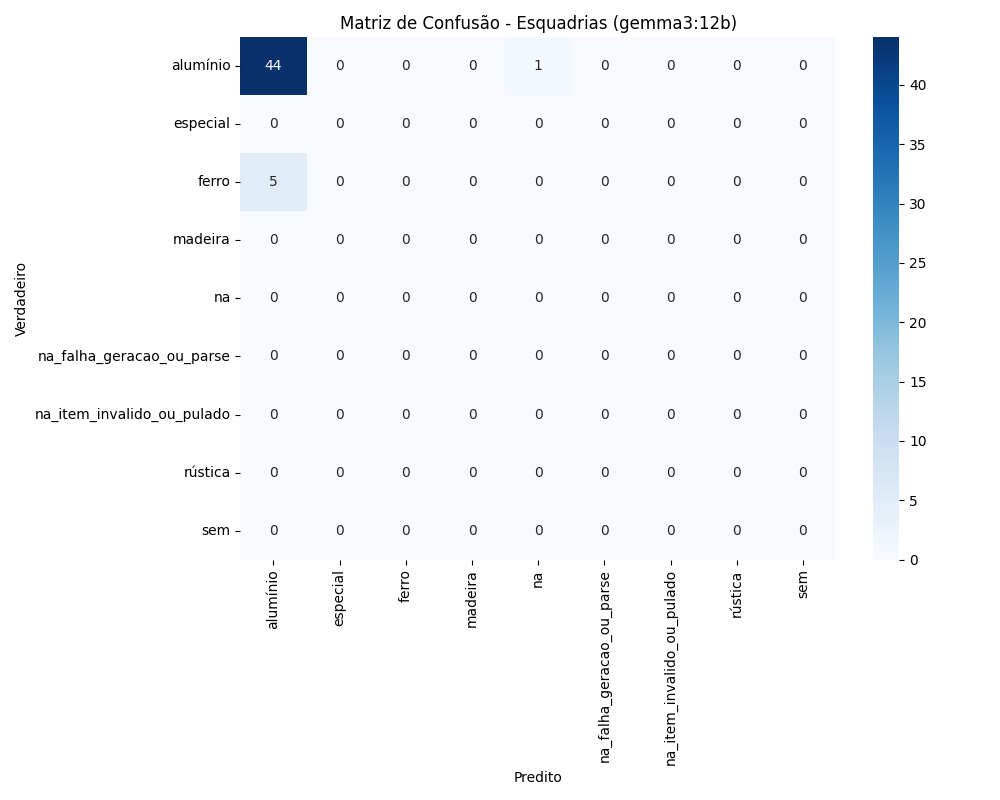 Matriz de Confusão - Esquadrias (gemma3:12b)
Verdadeiro
alumínio 44 0 0 0 1 0 0 0 0
especial 0 0 0 0 0 0 0 0 0
ferro 5 0 0 0 0 0 0 0 0
madeira 0 0 0 0 0 0 0 0 0
na 0 0 0 0 0 0 0 0 0
na_falha_geracao_ou_parse 0 0 0 0 0 0 0 0 0
na_item_invalido_ou_pulado 0 0 0 0 0 0 0 0 0
rústica 0 0 0 0 0 0 0 0 0
sem 0 0 0 0 0 0 0 0 0
alumínio
especial
ferro
madeira
na
na_falha_geracao_ou_parse
na_item_invalido_ou_pulado
rústica
sem
Predito
40
35
30
25
20
15
10
5
0